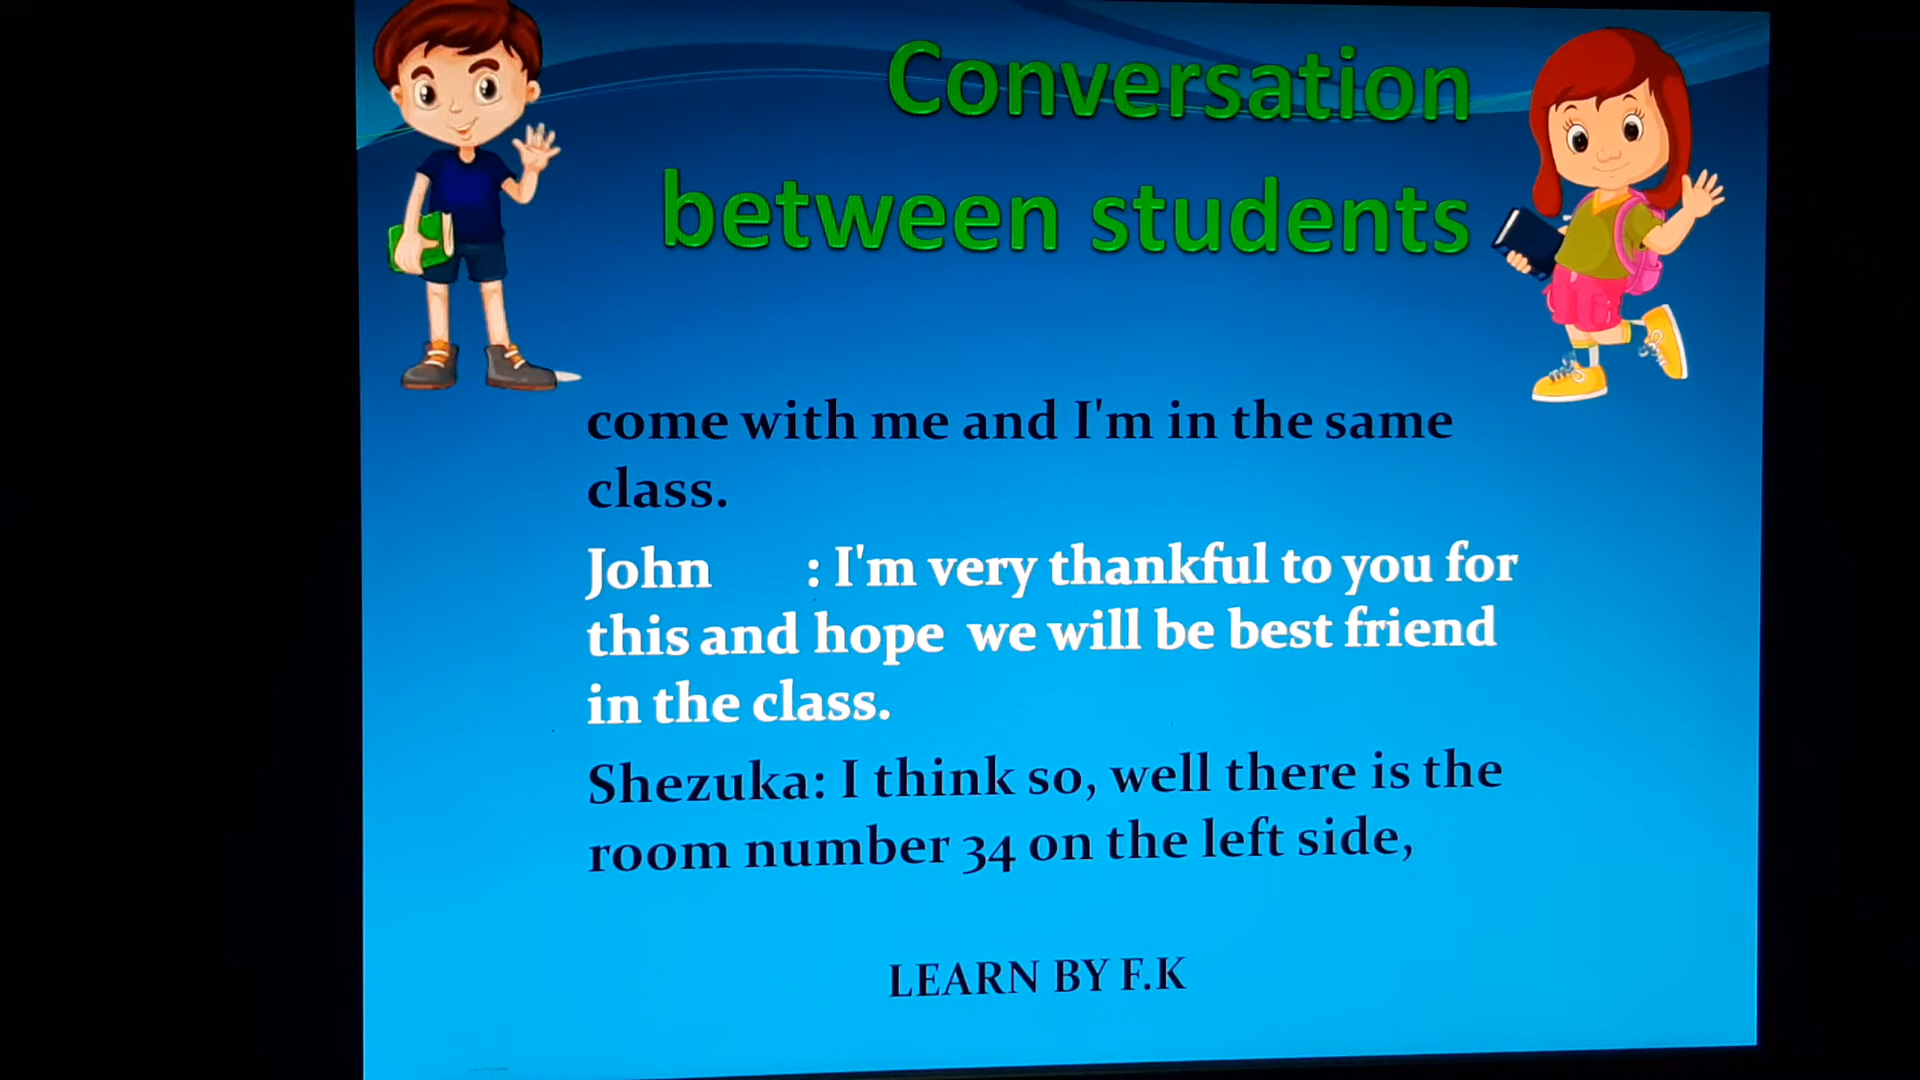 Conversation
between students
come with me and I'm in the same
class.
John : I'm very thankful to you for
this and hope we will be best friend
in the class.
Shezuka: I think so, well there is the
room number 34 on the left side,
LEARN BY F.K